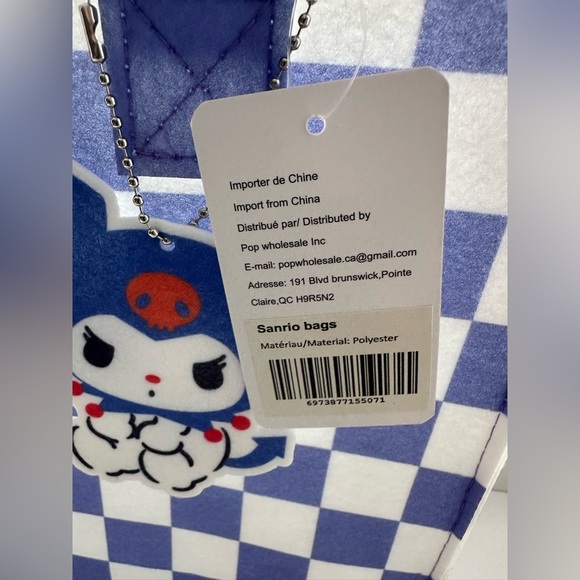 Importer de Chine
Import from China
Distribué par/ Distributed by
Pop wholesale Inc
E-mail: popwholesale.ca@gmail.com
Adresse: 191 Blvd brunswick,Pointe
Claire,QC H9R5N2
Sanrio bags
Matériau/Material: Polyester
6973877155071